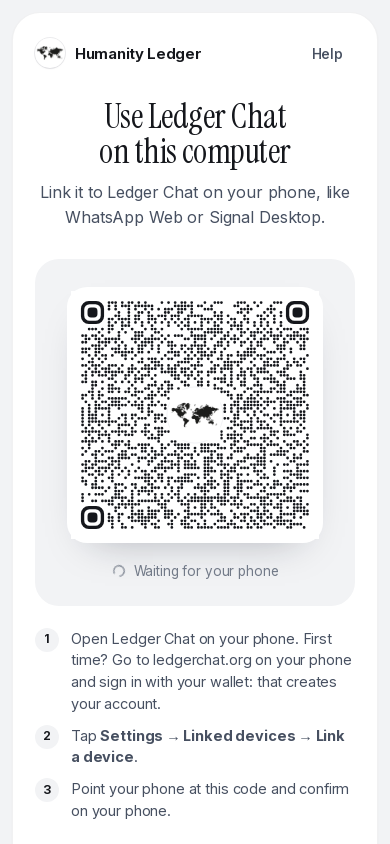 Humanity Ledger
Help
Use Ledger Chat
on this computer
Link it to Ledger Chat on your phone, like
WhatsApp Web or Signal Desktop.
Waiting for your phone
1
Open Ledger Chat on your phone. First
time? Go to ledgerchat.org on your phone
and sign in with your wallet: that creates
your account.
2
Tap Settings → Linked devices → Link
a device.
3
Point your phone at this code and confirm
on your phone.